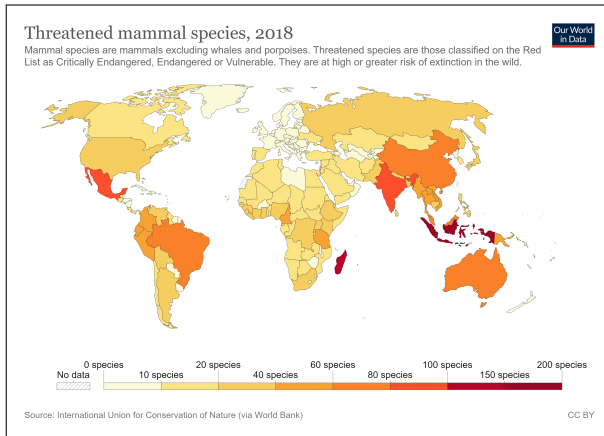 Threatened mammal species, 2018
Our World
in Data
Mammal species are mammals excluding whales and porpoises. Threatened species are those classified on the Red
List as Critically Endangered, Endangered or Vulnerable. They are at high or greater risk of extinction in the wild.
0 species 20 species 60 species 100 species 200 species
No data 10 species 40 species 80 species 150 species
Source: International Union for Conservation of Nature (via World Bank) CC BY